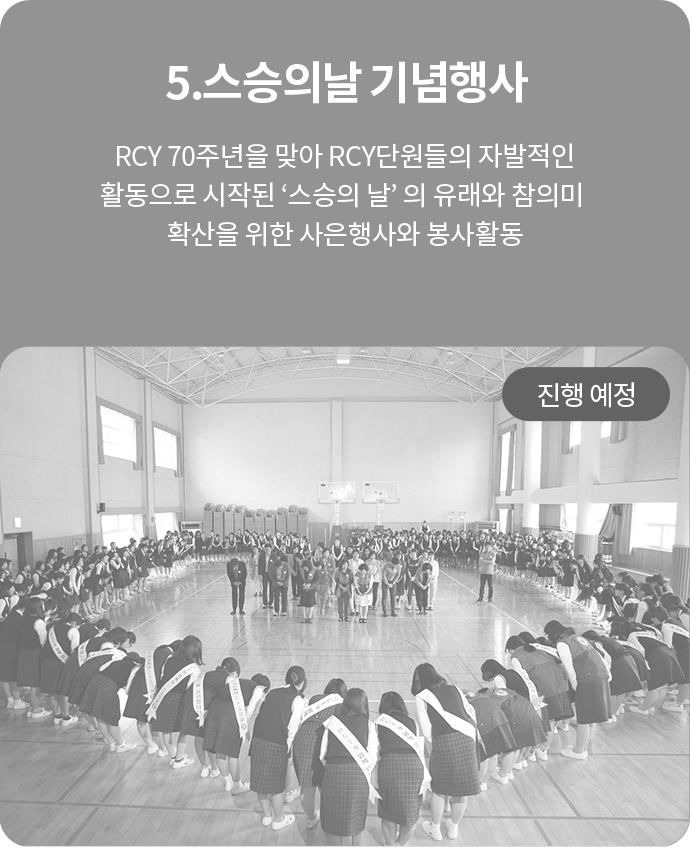 5.스승의날 기념행사
RCY 70주년을 맞아 RCY단원들의 자발적인
활동으로 시작된 ‘스승의 날’ 의 유래와 참의미
확산을 위한 사은행사와 봉사활동
진행 예정